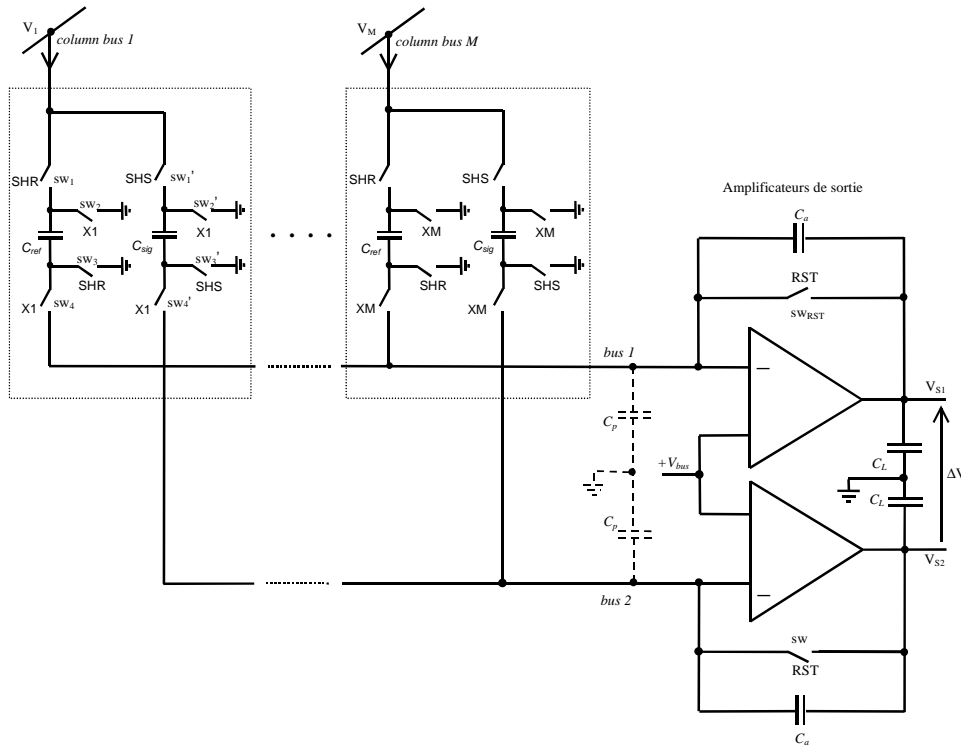 V1
column bus 1
VM
column bus M
SHR
sw1
SHS
sw1'
sw2
X1
sw2'
X1
Cref
Csig
sw3
SHR
sw3'
SHS
X1
sw4
X1
sw4'
. . . .
SHR
SHS
XM
XM
Cref
Csig
SHR
SHS
XM
XM
Amplificateurs de sortie
Ca
RST
swRST
bus 1
–
VS1
Cp
+Vbus
CL
CL
ΔV
Cp
VS2
bus 2
–
sw
RST
Ca